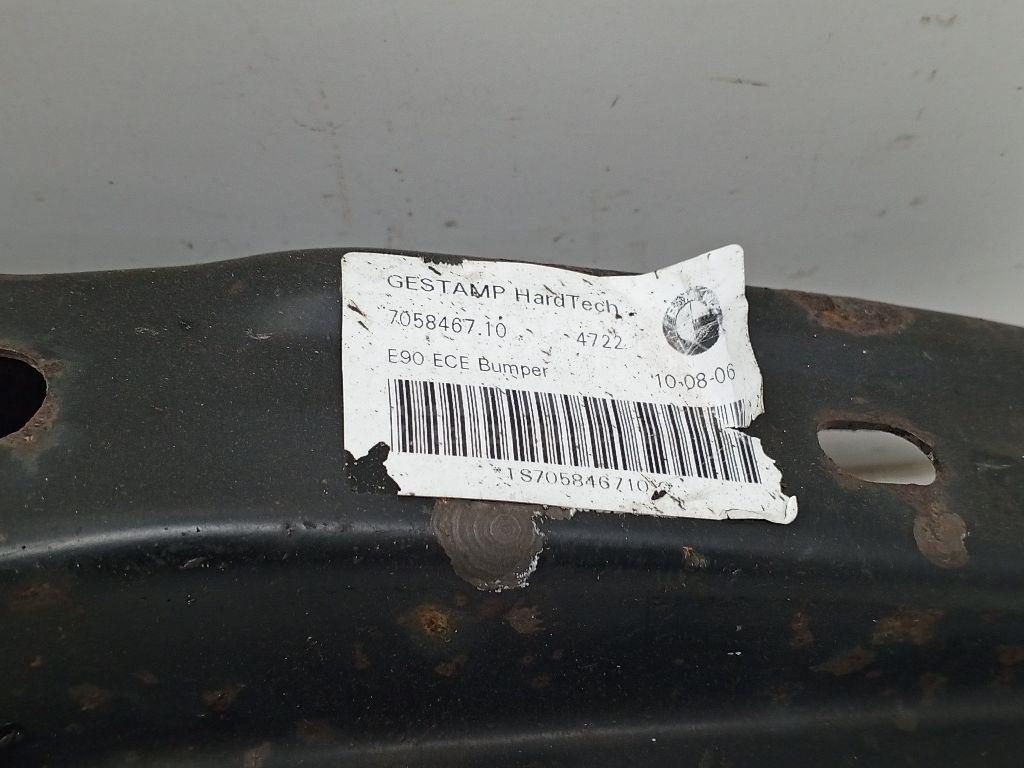 GESTAMP HardTech
7058467.10 4722
E90 ECE Bumper 10-08-06
*1S705846710*